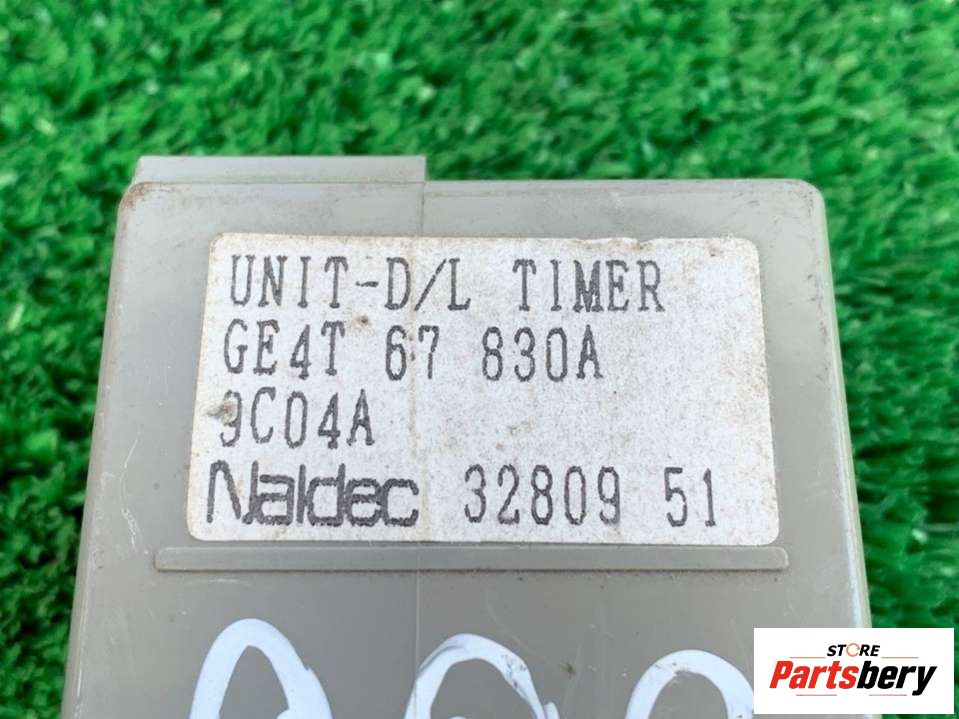 UNIT-D/L TIMER
GE4T 67 830A
9C04A
Naldec 32809 51
STORE
Partsbery